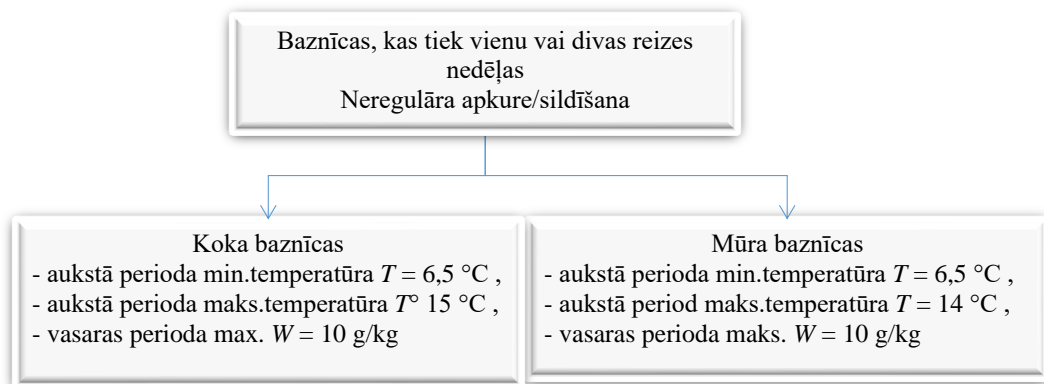 Baznīcas, kas tiek vienu vai divas reizes
nedēļas
Neregulāra apkure/sildīšana
Koka baznīcas
- aukstā perioda min.temperatūra T = 6,5 °C ,
- aukstā perioda maks.temperatūra T° 15 °C ,
- vasaras perioda max. W = 10 g/kg
Mūra baznīcas
- aukstā perioda min.temperatūra T = 6,5 °C ,
- aukstā period maks.temperatūra T = 14 °C ,
- vasaras perioda maks. W = 10 g/kg